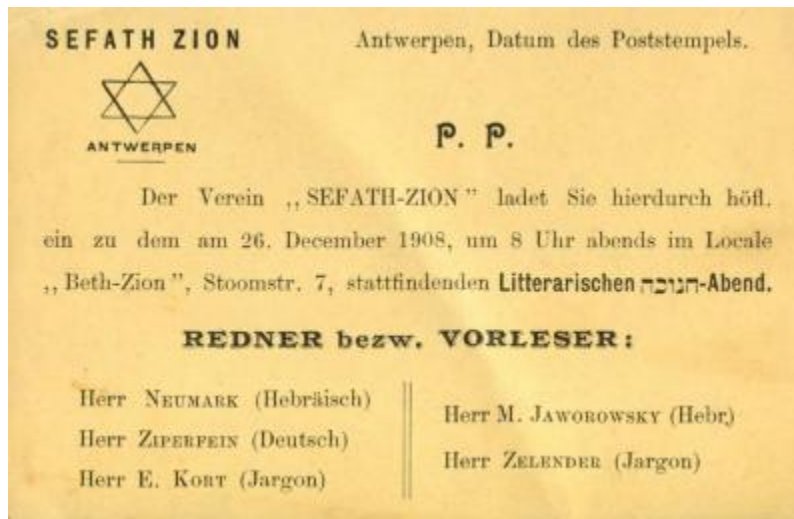 SEFATH ZION
Antwerpen, Datum des Poststempels.
ANTWERPEN
P. P.
Der Verein ,,SEFATH-ZION” ladet Sie hierdurch höfl.
ein zu dem am 26. December 1908, um 8 Uhr abends im Locale
,,Beth-Zion”, Stoomstr. 7, stattfindenden Litterarischen חנוכה-Abend.
REDNER bezw. VORLESER:
Herr NEUMARK (Hebräisch)
Herr ZIPERFEIN (Deutsch)
Herr E. KORT (Jargon)
Herr M. JAWOROWSKY (Hebr.)
Herr ZELENDER (Jargon)